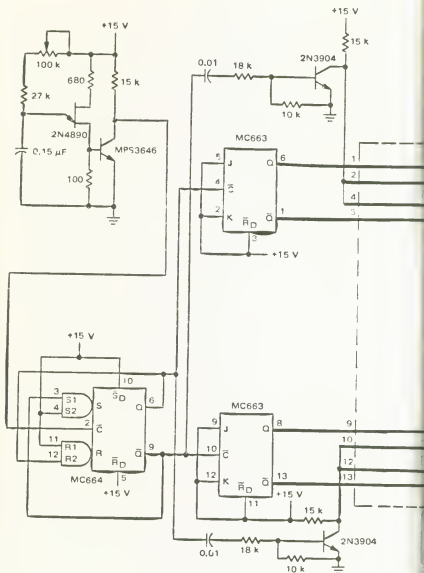 +15 V
+15 V
+15 V
15 k
100 k
680
15 k
0.01
18 k
2N3904
10 k
27 k
2N4890
MPS3646
0.15 µF
100
MC663
5
J
Q
6
4
C̅
2
K
R̅D
Q̅
1
3
+15 V
1
2
4
5
+15 V
10
S̅D
3
S1
4
S2
S
Q
6
2
C̅
11
R1
12
R2
R
Q̅
9
R̅D
5
MC664
+15 V
MC663
9
J
Q
8
10
C̅
12
K
R̅D
Q̅
13
11
+15 V
15 k
9
10
12
13
0.01
18 k
2N3904
10 k